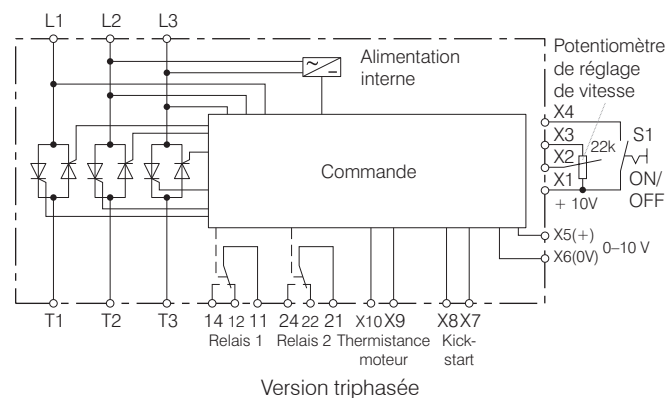 L1 L2 L3
Alimentation
interne
Potentiomètre
de réglage
de vitesse
X4
X3
S1
X2
22k
Commande
X1
ON/
OFF
+ 10V
X5(+)
0–10 V
X6(0V)
T1 T2 T3 14 12 11 24 22 21 X10 X9 X8 X7
Relais 1 Relais 2 Thermistance Kick-
moteur start
Version triphasée